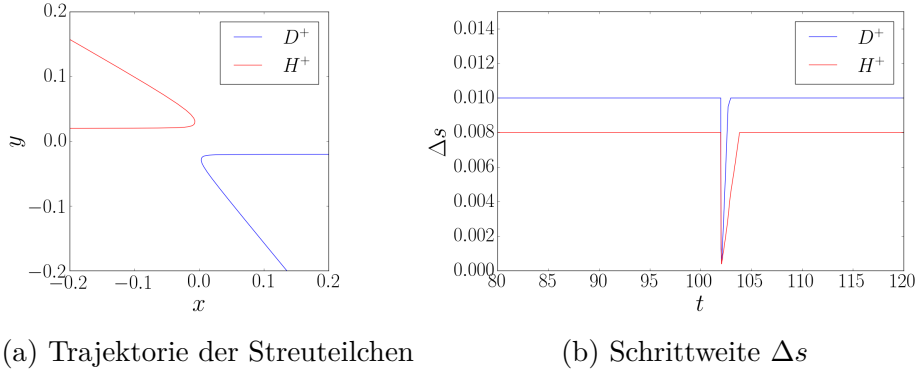 0.2
0.1
0.0
−0.1
−0.2
y
−0.2
−0.1
0.0
0.1
0.2
x
D⁺
H⁺
0.014
0.012
0.010
0.008
0.006
0.004
0.002
0.000
Δs
80
85
90
95
100
105
110
115
120
t
D⁺
H⁺
(a) Trajektorie der Streuteilchen
(b) Schrittweite Δs